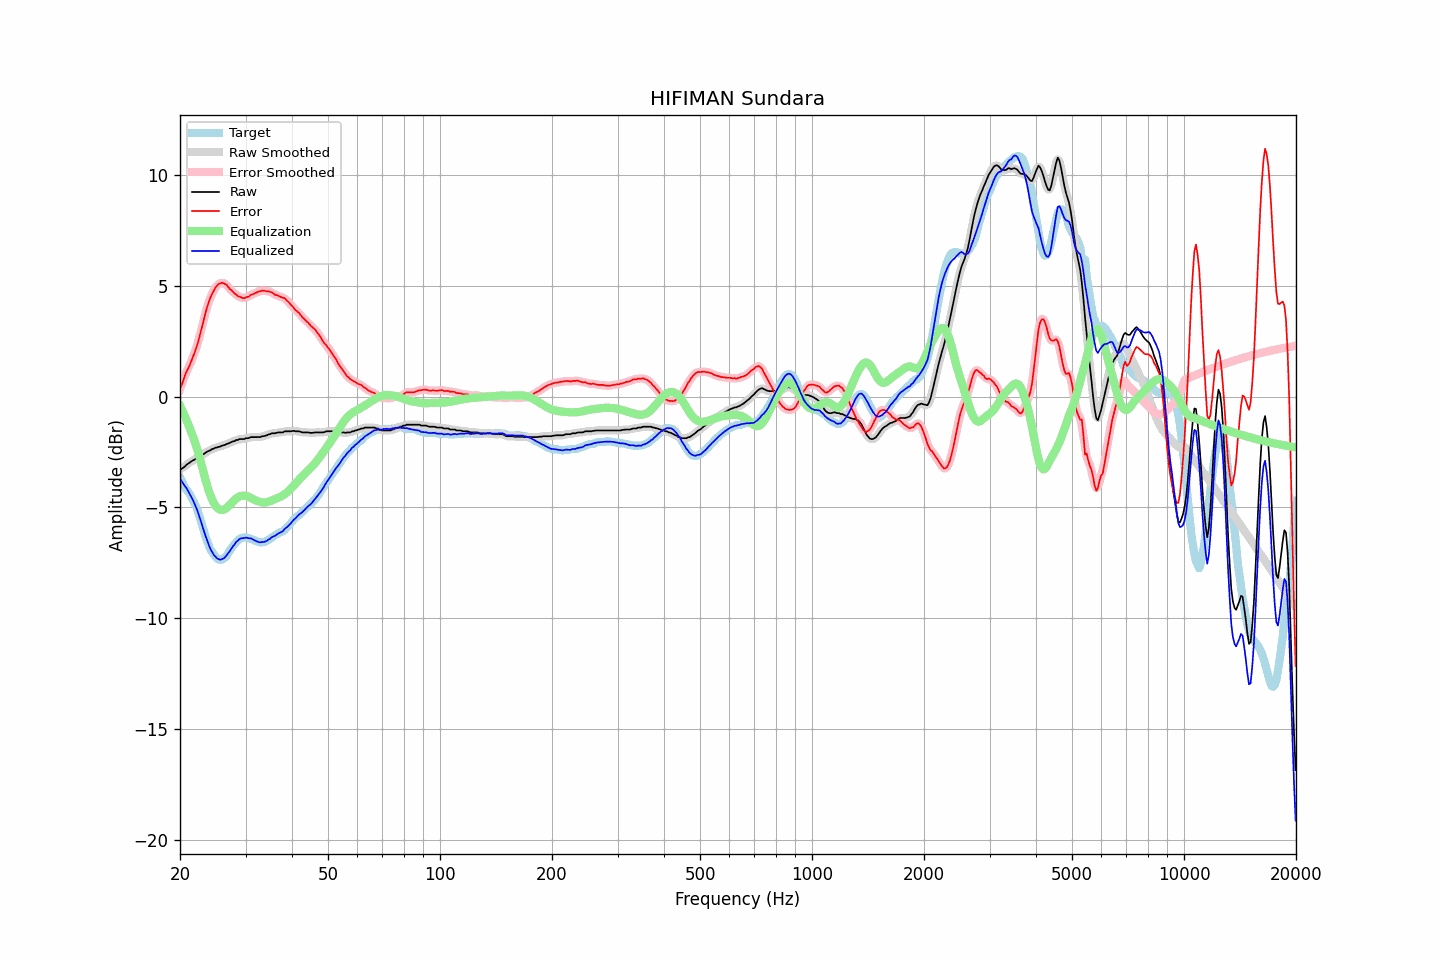 HIFIMAN Sundara
Target
Raw Smoothed
Error Smoothed
Raw
Error
Equalization
Equalized
Amplitude (dBr)
10
5
0
−5
−10
−15
−20
20
50
100
200
500
1000
2000
5000
10000
20000
Frequency (Hz)